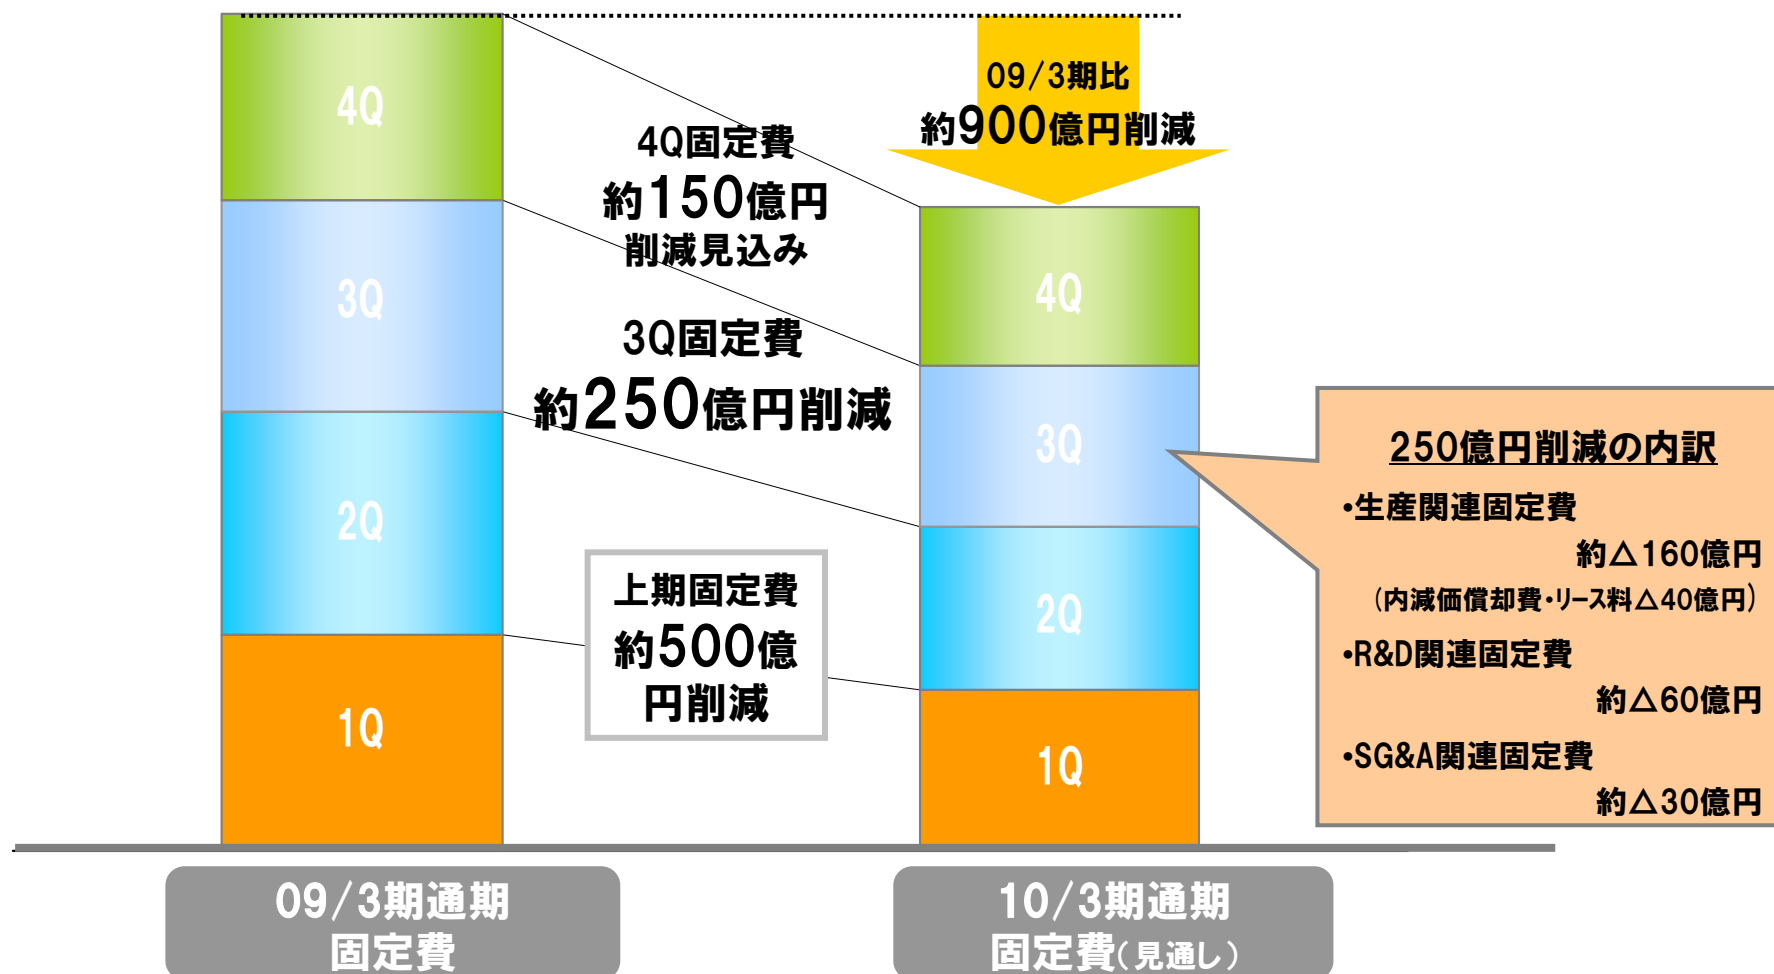 4Q
3Q
2Q
1Q
4Q固定費
約150億円
削減見込み
3Q固定費
約250億円削減
上期固定費
約500億
円削減
09/3期比
約900億円削減
4Q
3Q
2Q
1Q
250億円削減の内訳
•生産関連固定費
約△160億円
(内減価償却費・リース料△40億円)
•R&D関連固定費
約△60億円
•SG&A関連固定費
約△30億円
09/3期通期
固定費
10/3期通期
固定費(見通し)